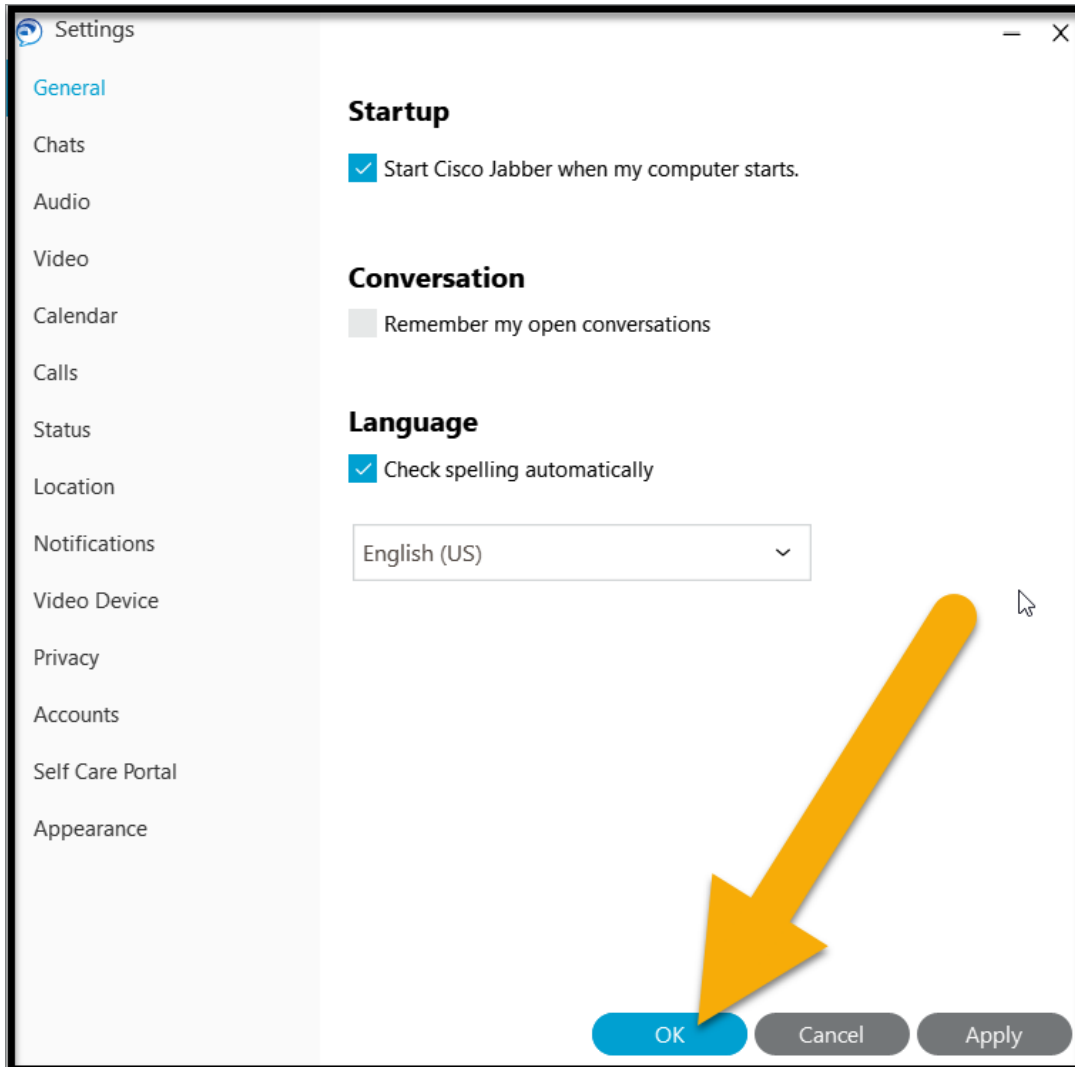 Settings
General
Chats
Audio
Video
Calendar
Calls
Status
Location
Notifications
Video Device
Privacy
Accounts
Self Care Portal
Appearance
Startup
Start Cisco Jabber when my computer starts.
Conversation
Remember my open conversations
Language
Check spelling automatically
English (US)
OK Cancel Apply